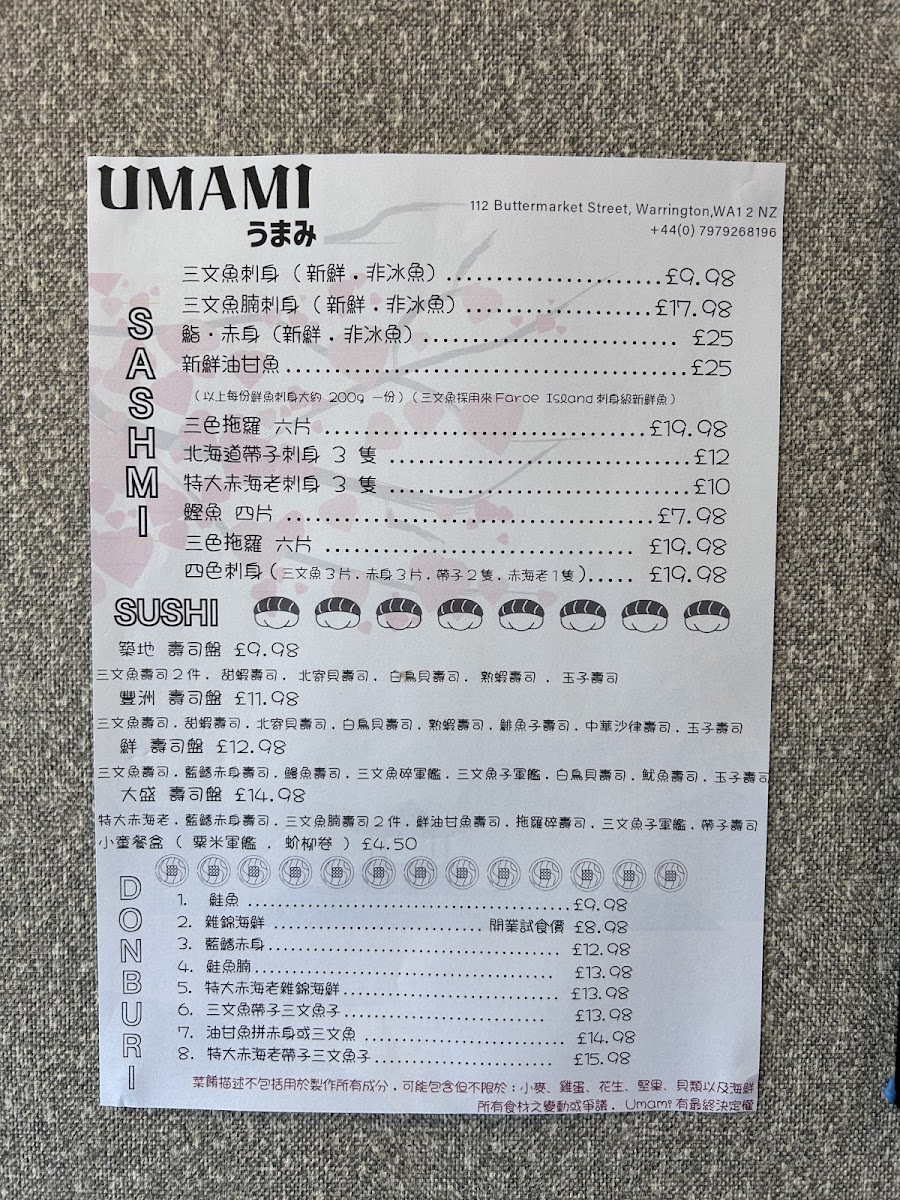 UMAMI
うまみ
112 Buttermarket Street, Warrington,WA1 2 NZ
+44(0) 7979268196
SASHMI
三文魚刺身（新鮮．非冰魚）......................£9.98
三文魚腩刺身（新鮮．非冰魚）....................£17.98
鮨．赤身（新鮮．非冰魚）........................ £25
新鮮油甘魚......................................£25
（以上每份鮮魚刺身大約 200g 一份）（三文魚採用來 Faroe Island 刺身級新鮮魚）
三色拖羅 六片 ................................£19.98
北海道帶子刺身 3 隻 .............................£12
特大赤海老刺身 3 隻 .............................£10
鰹魚 四片 ....................................£7.98
三色拖羅 六片 ............................... £19.98
四色刺身（三文魚3片．赤身3片．帶子2隻．赤海老1隻）..... £19.98
SUSHI
築地 壽司盤 £9.98
三文魚壽司2件．甜蝦壽司．北寄貝壽司．白鳥貝壽司．熟蝦壽司．玉子壽司
豐洲 壽司盤 £11.98
三文魚壽司．甜蝦壽司．北寄貝壽司．白鳥貝壽司．熟蝦壽司．鯡魚子壽司．中華沙律壽司．玉子壽司
鮮 壽司盤 £12.98
三文魚壽司．藍鰭赤身壽司．鰻魚壽司．三文魚碎軍艦．三文魚子軍艦．白鳥貝壽司．魷魚壽司．玉子壽司
大盛 壽司盤 £14.98
特大赤海老．藍鰭赤身壽司．三文魚腩壽司2件．鮮油甘魚壽司．拖羅碎壽司．三文魚子軍艦．帶子壽司
小童餐盒（ 粟米軍艦 ．蚧柳卷 ）£4.50
DONBURI
1. 鮭魚 ..........................................£9.98
2. 雜錦海鮮 ........................... 開業試食價 £8.98
3. 藍鰭赤身................................... £12.98
4. 鮭魚腩..................................... £13.98
5. 特大赤海老雜錦海鮮......................... £13.98
6. 三文魚帶子三文魚子....................... £13.98
7. 油甘魚拼赤身或三文魚 ....................... £14.98
8. 特大赤海老帶子三文魚子...................... £15.98
菜餚描述不包括用於製作所有成分．可能包含但不限於：小麥、雞蛋、花生、堅果、貝類以及海鮮
所有食材之變動或爭議．Umami 有最終決定權